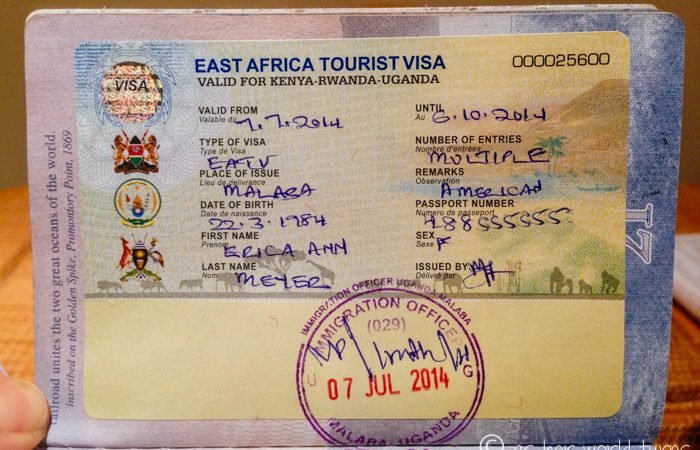 EAST AFRICA TOURIST VISA
000025600
VISA
VALID FOR KENYA-RWANDA-UGANDA
VALID FROM
Valable du
7.7.2014
UNTIL
Au
6.10.2014
TYPE OF VISA
Type de Visa
EATV
NUMBER OF ENTRIES
Nombre d'entrées
MULTIPLE
PLACE OF ISSUE
Lieu de délivrance
MALABA
REMARKS
Observation
AMERICAN
DATE OF BIRTH
Date de naissance
22.3.1984
PASSPORT NUMBER
Numero de passeport
488555555
FIRST NAME
Prenom
ERICA ANN
SEX
Sexe
F
LAST NAME
Nom
MEYER
ISSUED BY
Délivré par
IMMIGRATION OFFICER UGANDA MALABA
IMMIGRATION OFFICER
(029)
07 JUL 2014
U
G
MALABA-UGANDA
railroad unites the two great oceans of the world.
inscribed on the Golden Spike, Promontory Point, 1869
17